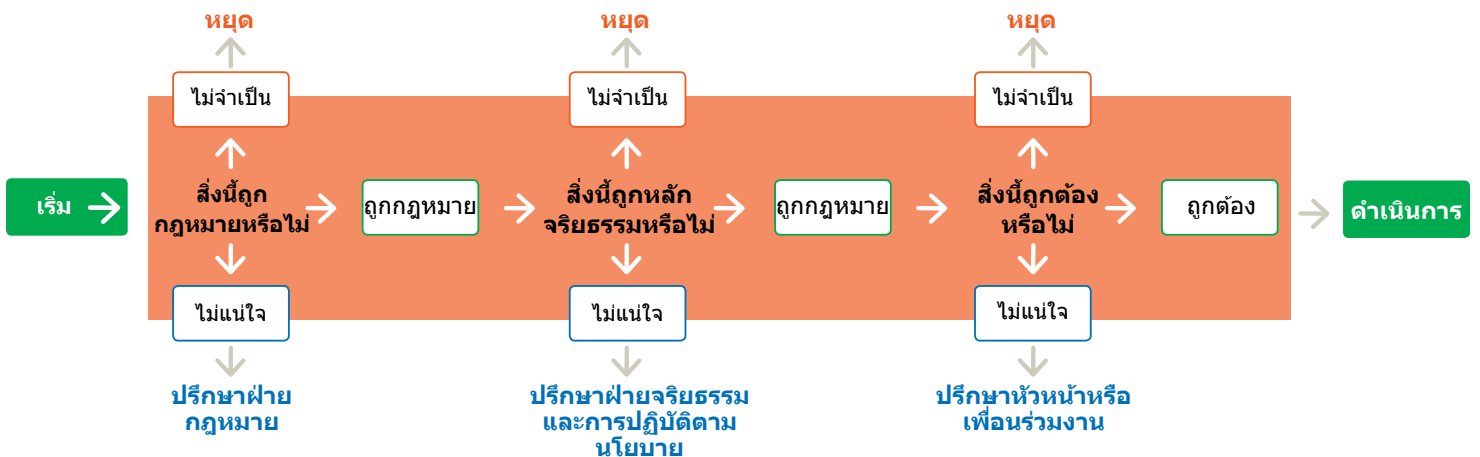 หยุด
หยุด
หยุด
ไม่จำเป็น
ไม่จำเป็น
ไม่จำเป็น
เริ่ม
สิ่งนี้ถูก
กฎหมายหรือไม่
ถูกกฎหมาย
สิ่งนี้ถูกหลัก
จริยธรรมหรือไม่
ถูกกฎหมาย
สิ่งนี้ถูกต้อง
หรือไม่
ถูกต้อง
ดำเนินการ
ไม่แน่ใจ
ไม่แน่ใจ
ไม่แน่ใจ
ปรึกษาฝ่าย
กฎหมาย
ปรึกษาฝ่ายจริยธรรม
และการปฏิบัติตาม
นโยบาย
ปรึกษาหัวหน้าหรือ
เพื่อนร่วมงาน